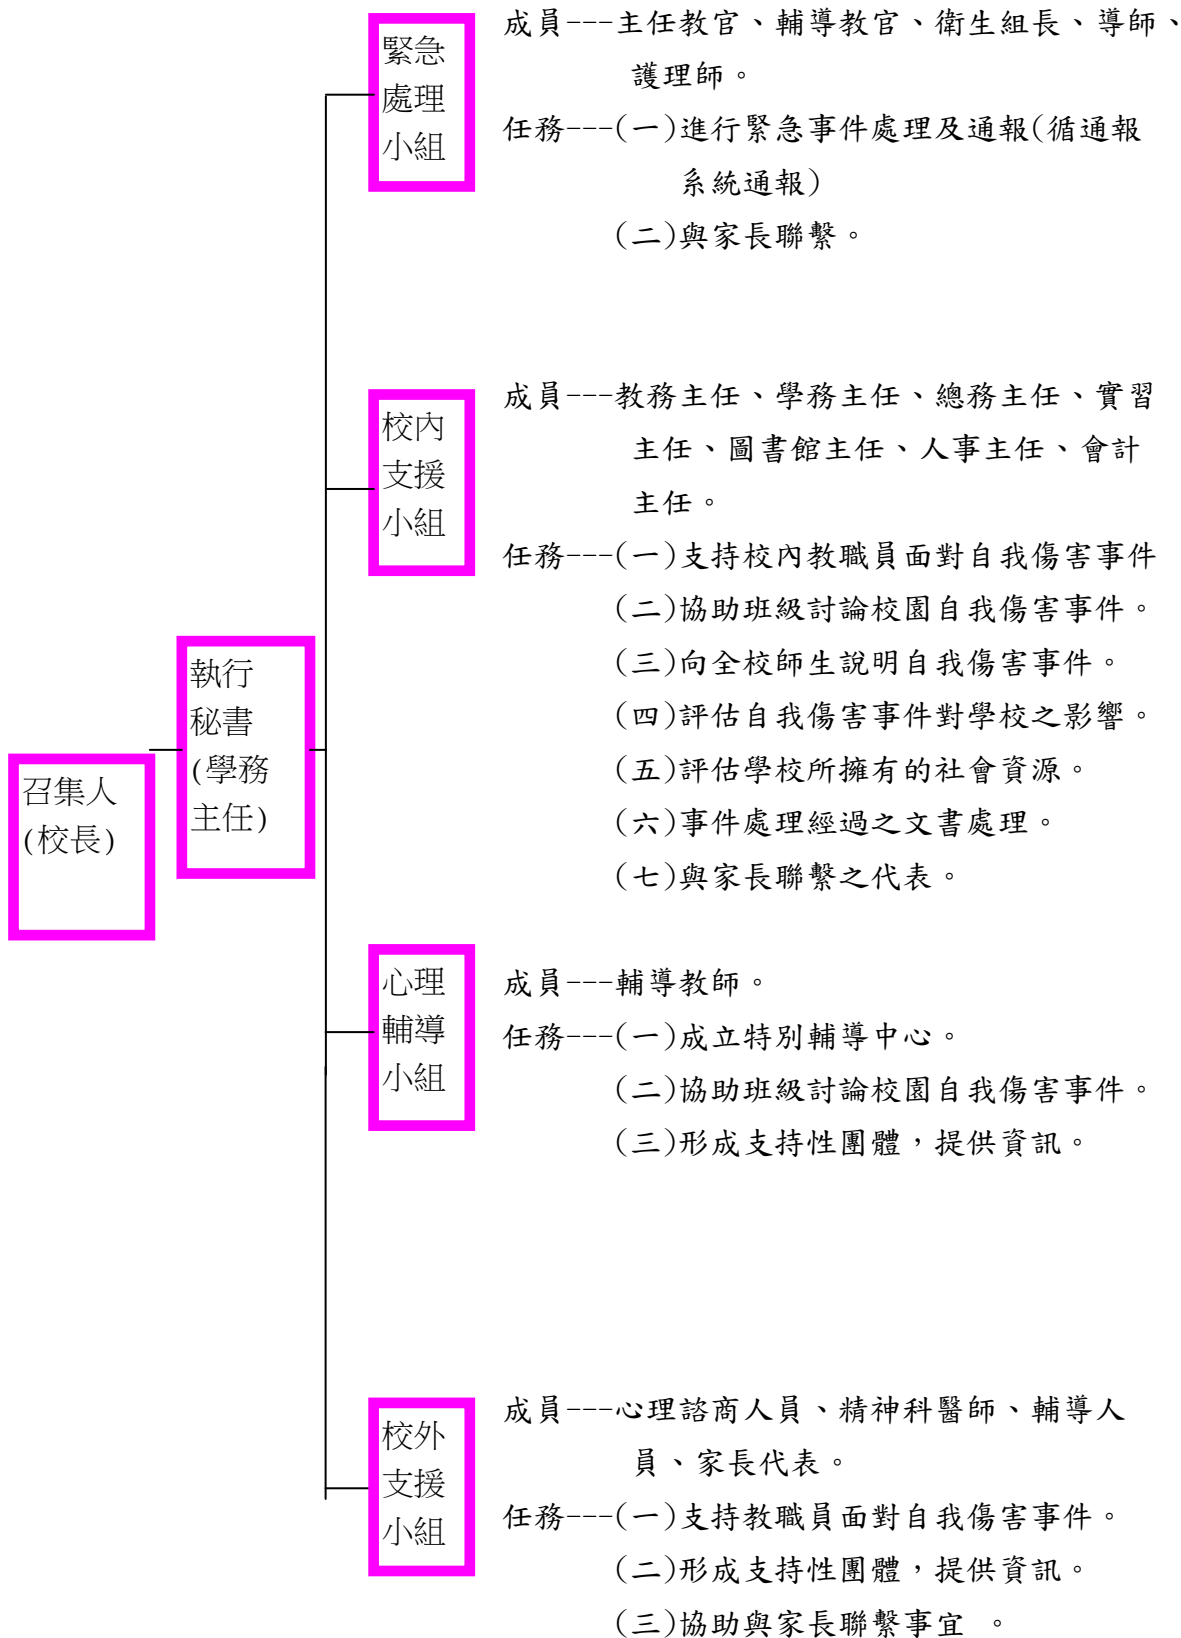 成員---主任教官、輔導教官、衛生組長、導師、
護理師。
任務---(一)進行緊急事件處理及通報(循通報
系統通報)
(二)與家長聯繫。
緊急
處理
小組
成員---教務主任、學務主任、總務主任、實習
主任、圖書館主任、人事主任、會計
主任。
任務---(一)支持校內教職員面對自我傷害事件
(二)協助班級討論校園自我傷害事件。
(三)向全校師生說明自我傷害事件。
(四)評估自我傷害事件對學校之影響。
(五)評估學校所擁有的社會資源。
(六)事件處理經過之文書處理。
(七)與家長聯繫之代表。
校內
支援
小組
執行
秘書
(學務
主任)
召集人
(校長)
心理
輔導
小組
成員---輔導教師。
任務---(一)成立特別輔導中心。
(二)協助班級討論校園自我傷害事件。
(三)形成支持性團體，提供資訊。
校外
支援
小組
成員---心理諮商人員、精神科醫師、輔導人
員、家長代表。
任務---(一)支持教職員面對自我傷害事件。
(二)形成支持性團體，提供資訊。
(三)協助與家長聯繫事宜 。